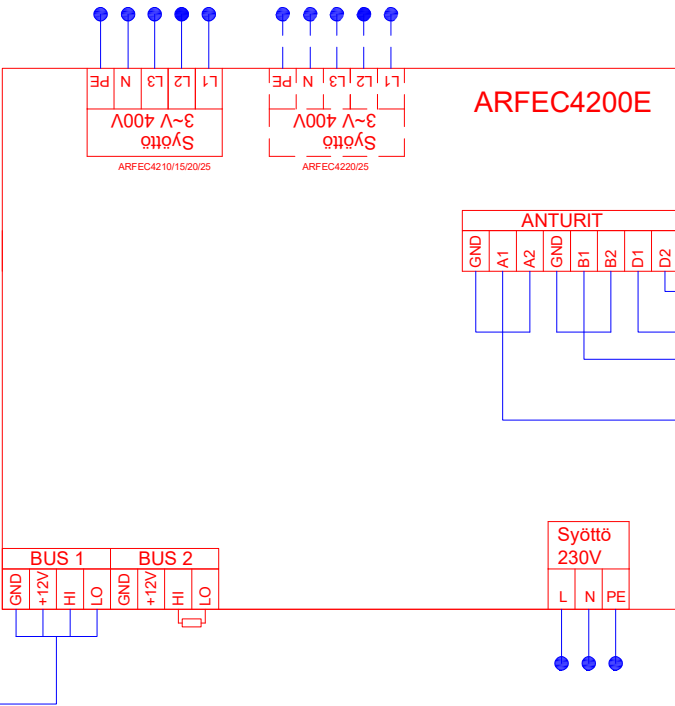 PE N L3 L2 L1
3~V 400V
Syöttö
ARFEC4210/15/20/25
PE N L3 L2 L1
3~V 400V
Syöttö
ARFEC4220/25
ARFEC4200E
ANTURIT
GND A1 A2 GND B1 B2 D1 D2
BUS 1 BUS 2
GND +12V HI LO GND +12V HI LO
Syöttö
230V
L N PE